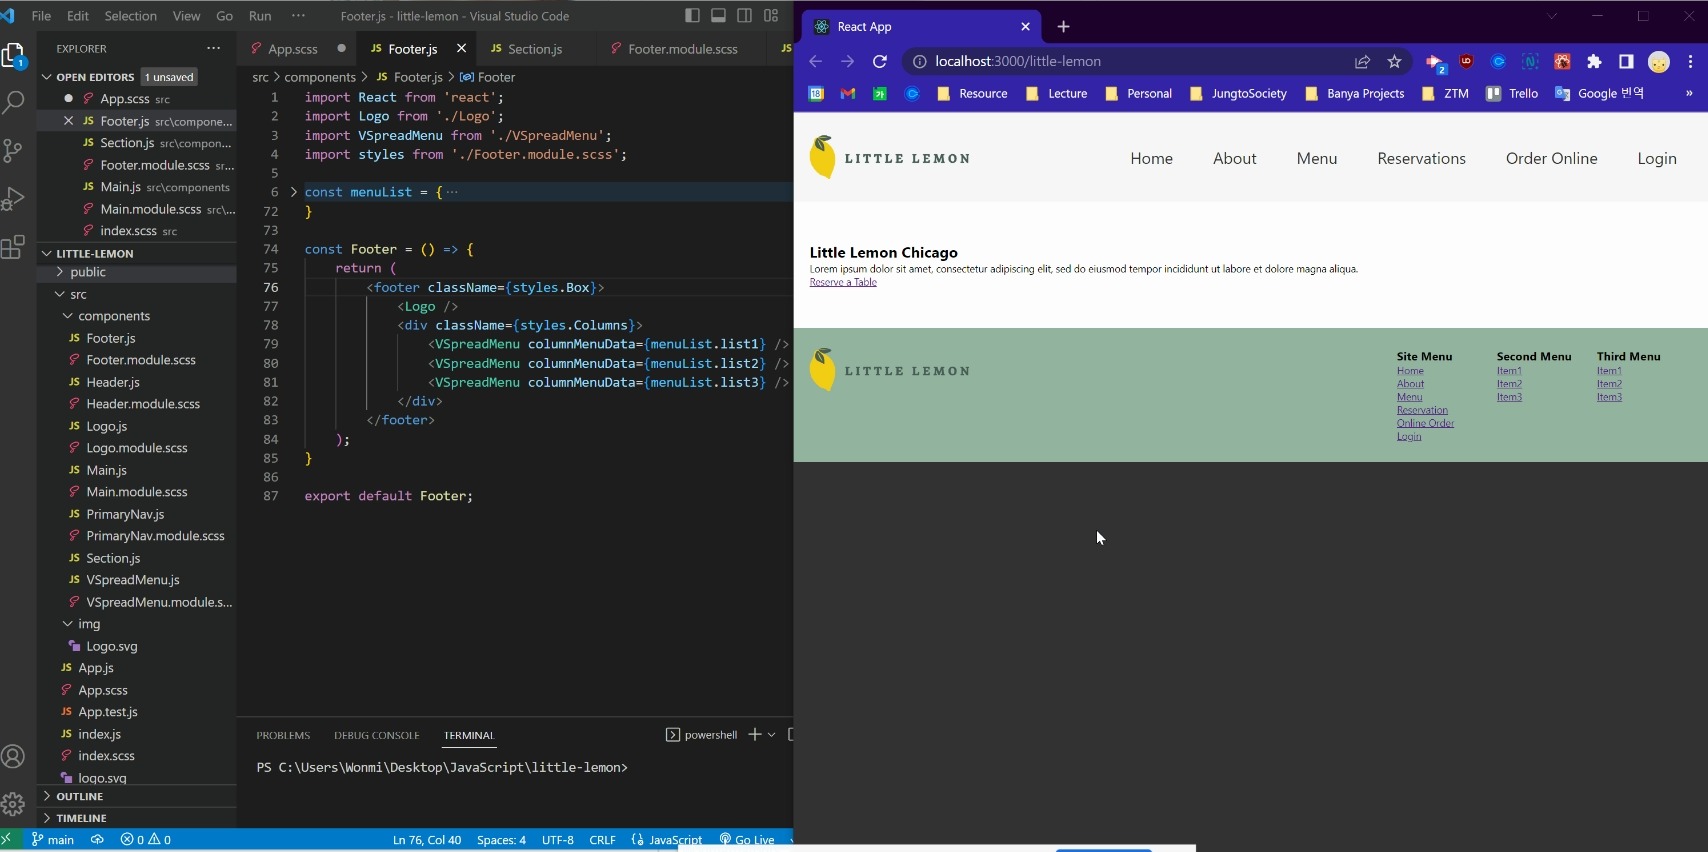 File Edit Selection View Go Run ··· Footer.js - little-lemon - Visual Studio Code
EXPLORER ···
OPEN EDITORS 1 unsaved
App.scss src
JS Footer.js src\compone...
JS Section.js src\compon...
Footer.module.scss sr...
JS Main.js src\components
Main.module.scss src\...
index.scss src
LITTLE-LEMON
public
src
components
JS Footer.js
Footer.module.scss
JS Header.js
Header.module.scss
JS Logo.js
Logo.module.scss
JS Main.js
Main.module.scss
JS PrimaryNav.js
PrimaryNav.module.scss
JS Section.js
JS VSpreadMenu.js
VSpreadMenu.module.s...
img
Logo.svg
JS App.js
App.scss
JS App.test.js
JS index.js
index.scss
logo.svg
OUTLINE
TIMELINE
1
App.scss JS Footer.js JS Section.js Footer.module.scss JS
src > components > JS Footer.js > Footer
1 import React from 'react';
2 import Logo from './Logo';
3 import VSpreadMenu from './VSpreadMenu';
4 import styles from './Footer.module.scss';
5
6 const menuList = { ···
72 }
73
74 const Footer = () => {
75 return (
76 <footer className={styles.Box}>
77 <Logo />
78 <div className={styles.Columns}>
79 <VSpreadMenu columnMenuData={menuList.list1} />
80 <VSpreadMenu columnMenuData={menuList.list2} />
81 <VSpreadMenu columnMenuData={menuList.list3} />
82 </div>
83 </footer>
84 );
85 }
86
87 export default Footer;
PROBLEMS DEBUG CONSOLE TERMINAL powershell
PS C:\Users\Wonmi\Desktop\JavaScript\little-lemon>
main 0 0 Ln 76, Col 40 Spaces: 4 UTF-8 CRLF JavaScript Go Live
React App
localhost:3000/little-lemon
2
Resource Lecture Personal JungtoSociety Banya Projects ZTM Trello Google 번역 »
LITTLE LEMON Home About Menu Reservations Order Online Login
Little Lemon Chicago
Lorem ipsum dolor sit amet, consectetur adipiscing elit, sed do eiusmod tempor incididunt ut labore et dolore magna aliqua.
Reserve a Table
LITTLE LEMON
Site Menu
Home
About
Menu
Reservation
Online Order
Login
Second Menu
Item1
Item2
Item3
Third Menu
Item1
Item2
Item3